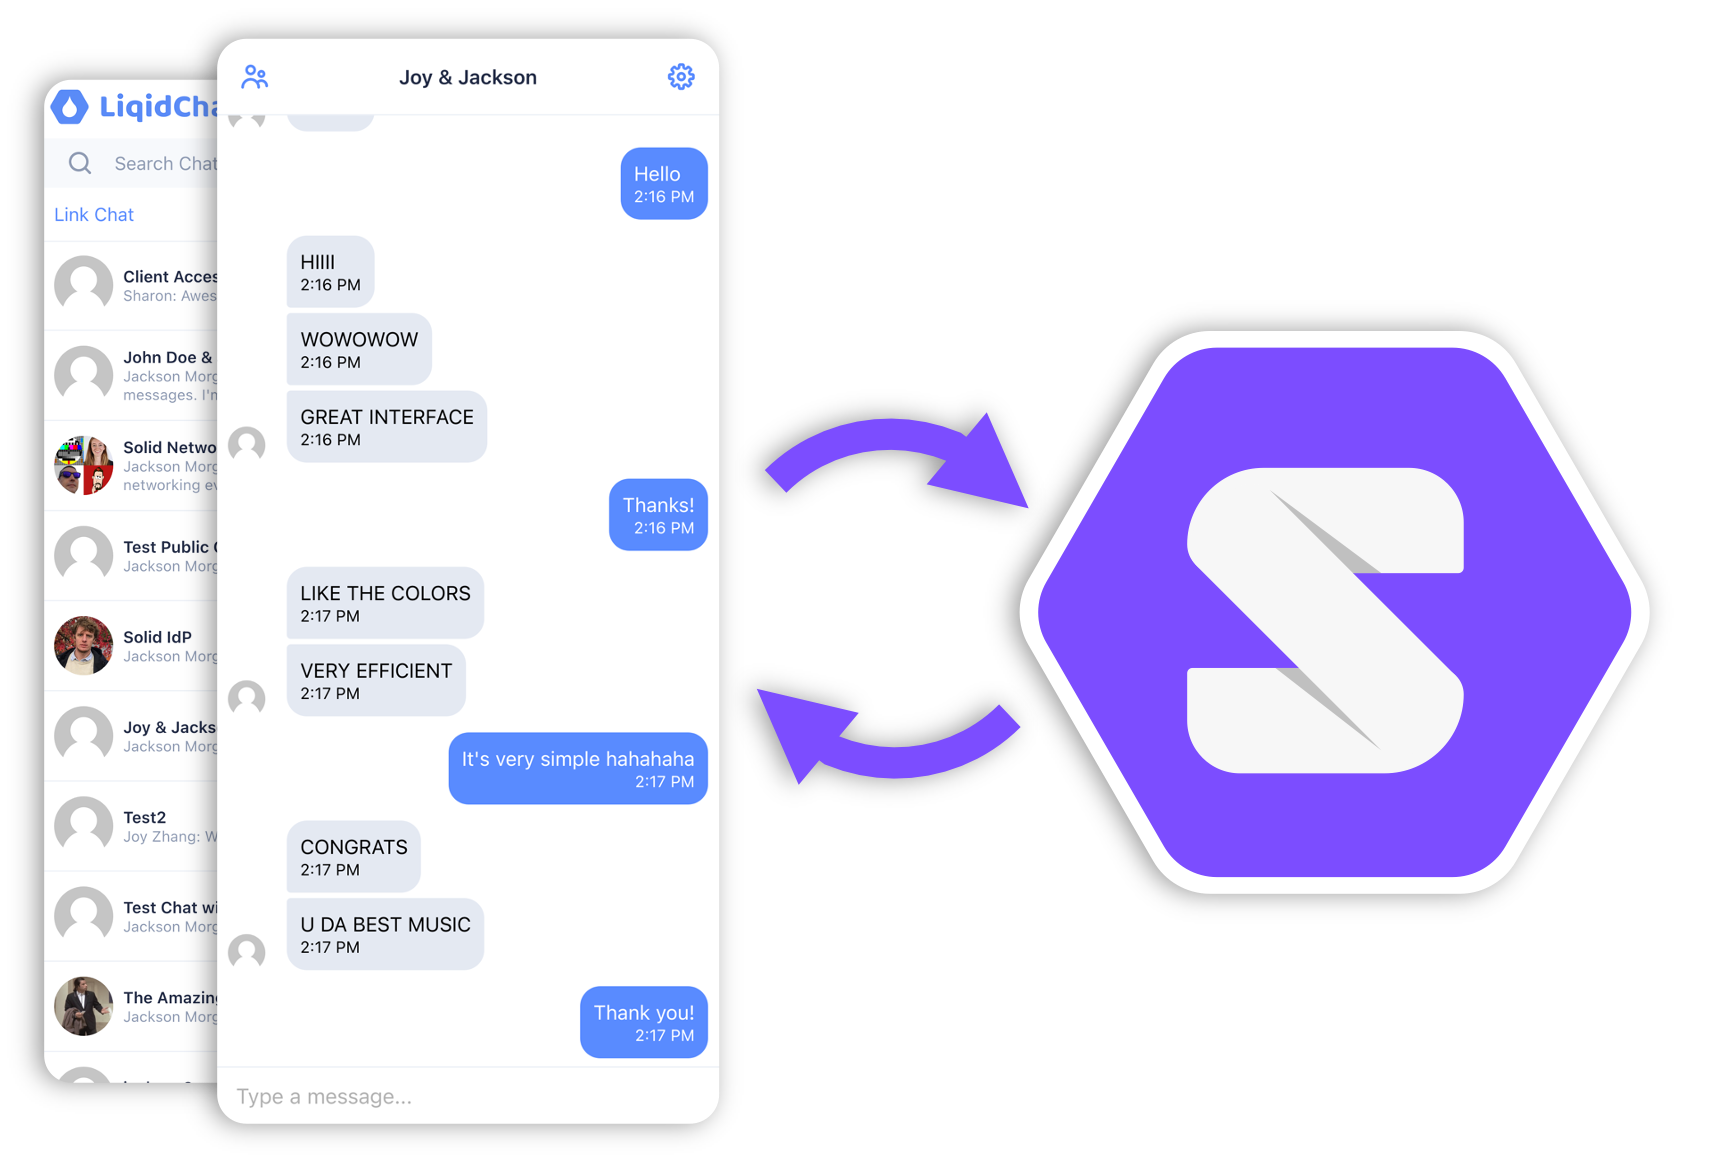 LiqidCha
Search Chat
Link Chat
Client Acces
Sharon: Awes
John Doe &
Jackson Morg
messages. I'm
Solid Netwo
Jackson Morg
networking ev
Test Public
Jackson Morg
Solid IdP
Jackson Morg
Joy & Jacks
Jackson Morg
Test2
Joy Zhang: W
Test Chat wi
Jackson Morg
The Amazing
Jackson Morg
Joy & Jackson
Hello
2:16 PM
HIIII
2:16 PM
WOWOWOW
2:16 PM
GREAT INTERFACE
2:16 PM
Thanks!
2:16 PM
LIKE THE COLORS
2:17 PM
VERY EFFICIENT
2:17 PM
It's very simple hahahaha
2:17 PM
CONGRATS
2:17 PM
U DA BEST MUSIC
2:17 PM
Thank you!
2:17 PM
Type a message...